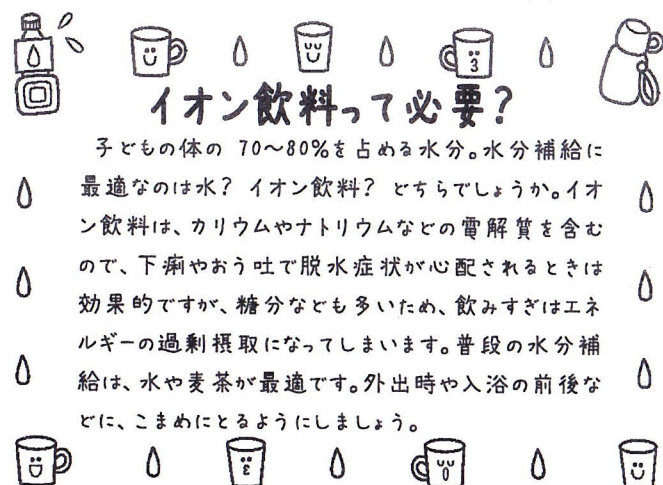 イオン飲料って必要?
子どもの体の 70～80%を占める水分。水分補給に
最適なのは水? イオン飲料? どちらでしょうか。イオ
ン飲料は、カリウムやナトリウムなどの電解質を含む
ので、下痢やおう吐で脱水症状が心配されるときは
効果的ですが、糖分なども多いため、飲みすぎはエネ
ルギーの過剰摂取になってしまいます。普段の水分補
給は、水や麦茶が最適です。外出時や入浴の前後な
どに、こまめにとるようにしましょう。